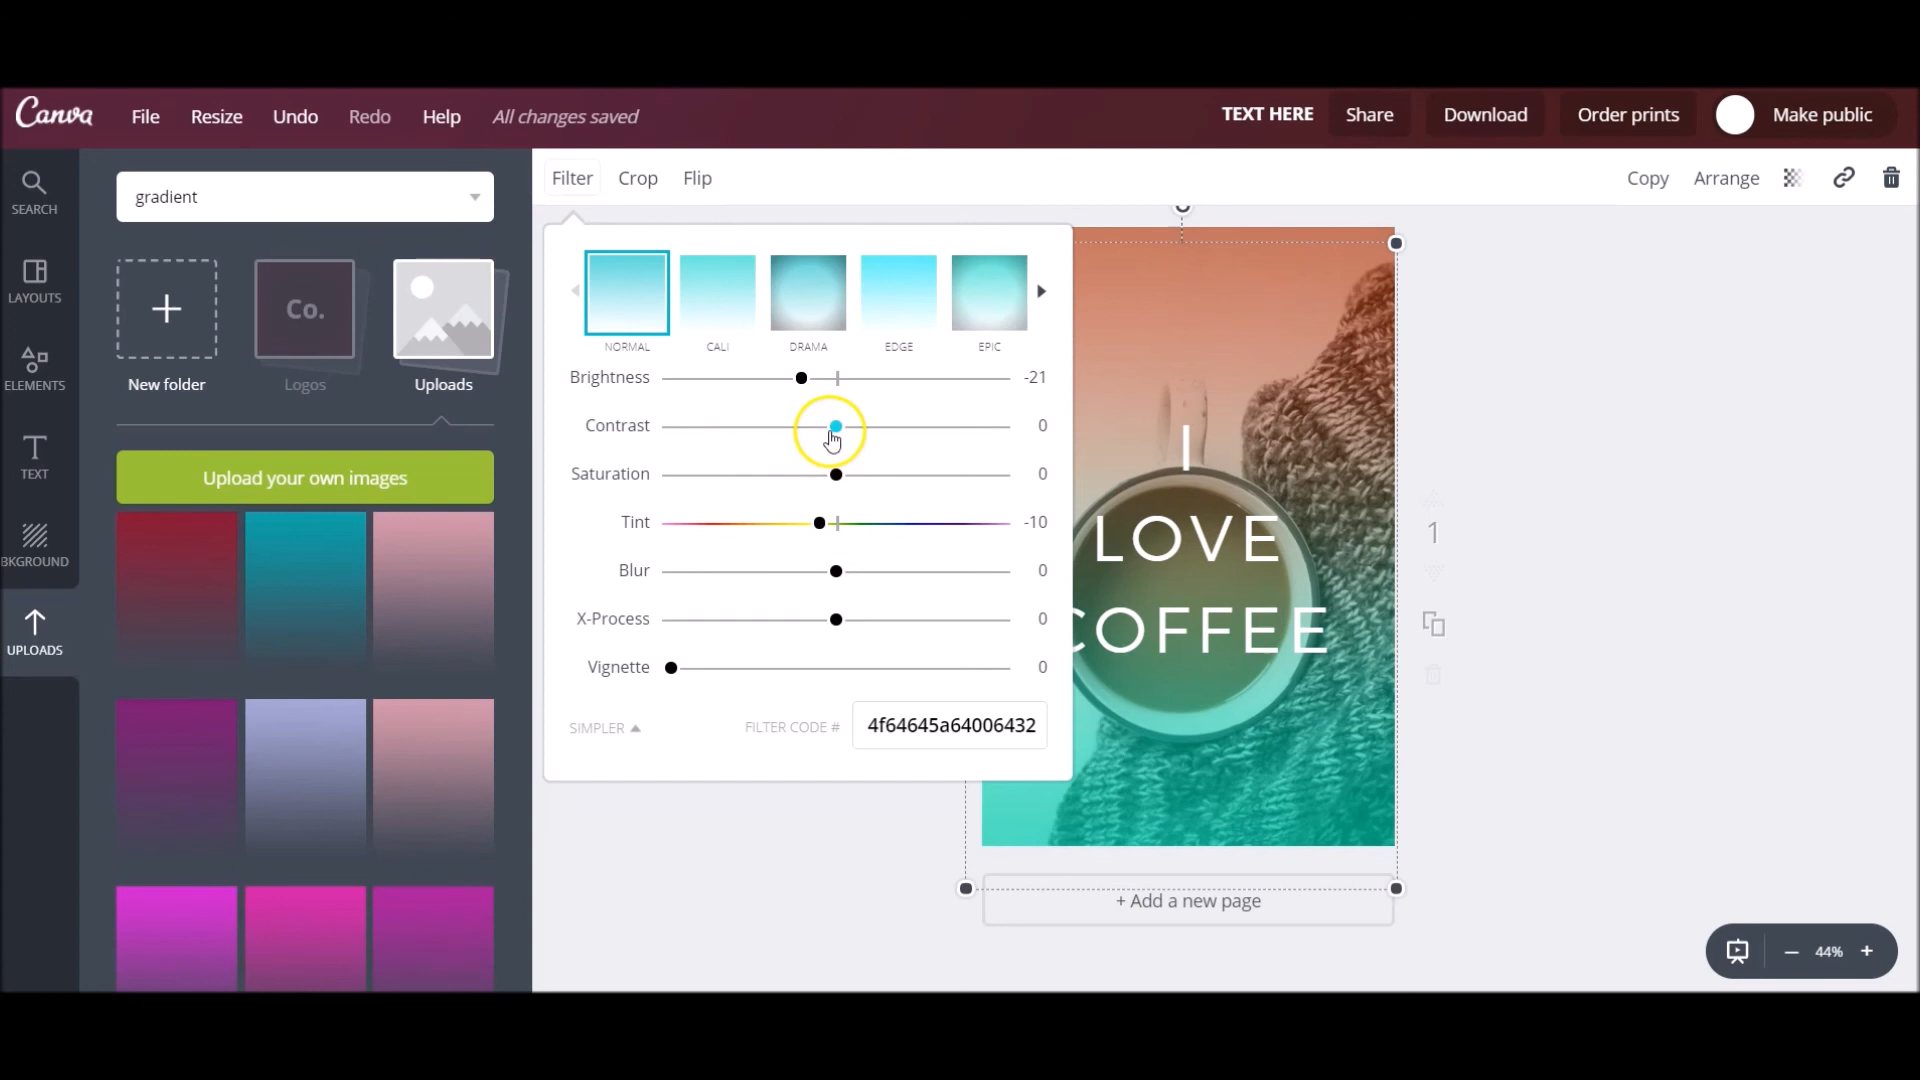 Canva File Resize Undo Redo Help All changes saved TEXT HERE Share Download Order prints Make public
SEARCH
LAYOUTS
ELEMENTS
TEXT
BKGROUND
UPLOADS
gradient
Co.
New folder Logos Uploads
Upload your own images
Filter Crop Flip Copy Arrange
NORMAL CALI DRAMA EDGE EPIC
Brightness -21
Contrast 0
Saturation 0
Tint -10
Blur 0
X-Process 0
Vignette 0
SIMPLER FILTER CODE # 4f64645a64006432
I
LOVE
COFFEE
1
+ Add a new page
— 44% +